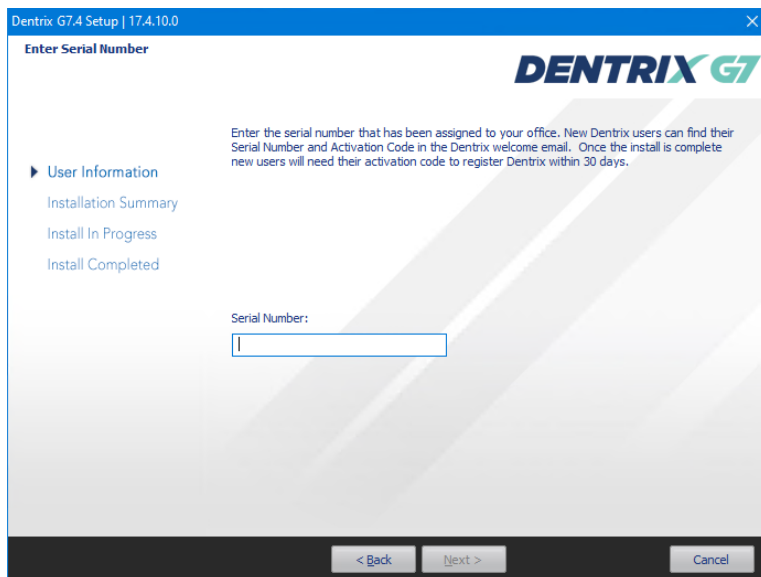 Dentrix G7.4 Setup | 17.4.10.0
Enter Serial Number
DENTRIX G7
Enter the serial number that has been assigned to your office. New Dentrix users can find their
Serial Number and Activation Code in the Dentrix welcome email. Once the install is complete
new users will need their activation code to register Dentrix within 30 days.
User Information
Installation Summary
Install In Progress
Install Completed
Serial Number:
< Back
Next >
Cancel